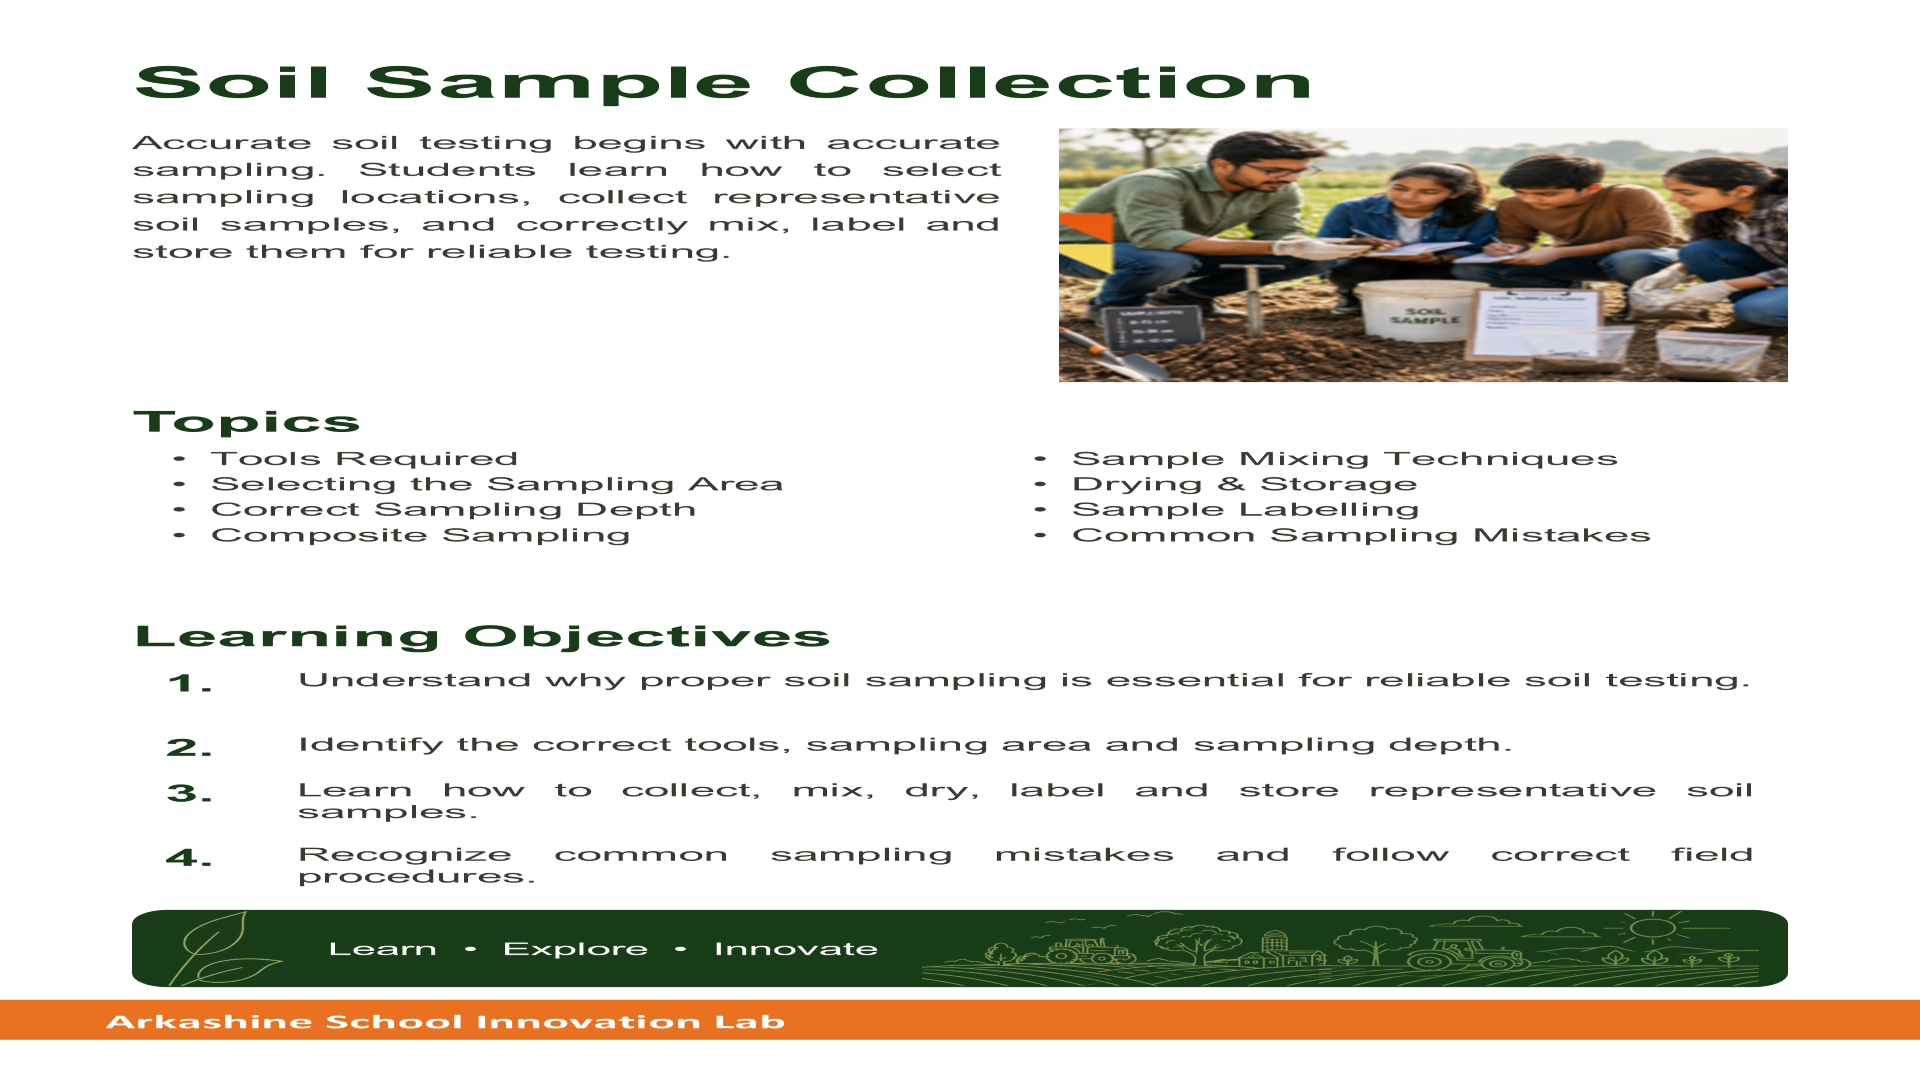 Soil Sample Collection
Accurate soil testing begins with accurate
sampling. Students learn how to select
sampling locations, collect representative
soil samples, and correctly mix, label and
store them for reliable testing.
SOIL
SAMPLE
Topics
• Tools Required
• Selecting the Sampling Area
• Correct Sampling Depth
• Composite Sampling
• Sample Mixing Techniques
• Drying & Storage
• Sample Labelling
• Common Sampling Mistakes
Learning Objectives
1. Understand why proper soil sampling is essential for reliable soil testing.
2. Identify the correct tools, sampling area and sampling depth.
3. Learn how to collect, mix, dry, label and store representative soil
samples.
4. Recognize common sampling mistakes and follow correct field
procedures.
Learn • Explore • Innovate
Arkashine School Innovation Lab